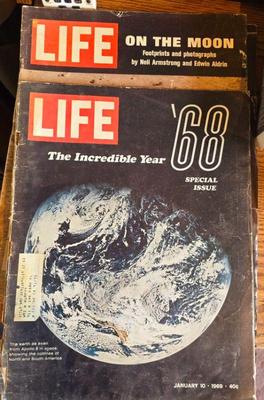 LIFE
ON THE MOON
Footprints and photographs
by Neil Armstrong and Edwin Aldrin
LIFE
'68
The Incredible Year
SPECIAL
ISSUE
The earth as seen
from Apollo 8 in space,
showing the outlines of
North and South America
JANUARY 10 · 1969 · 40¢